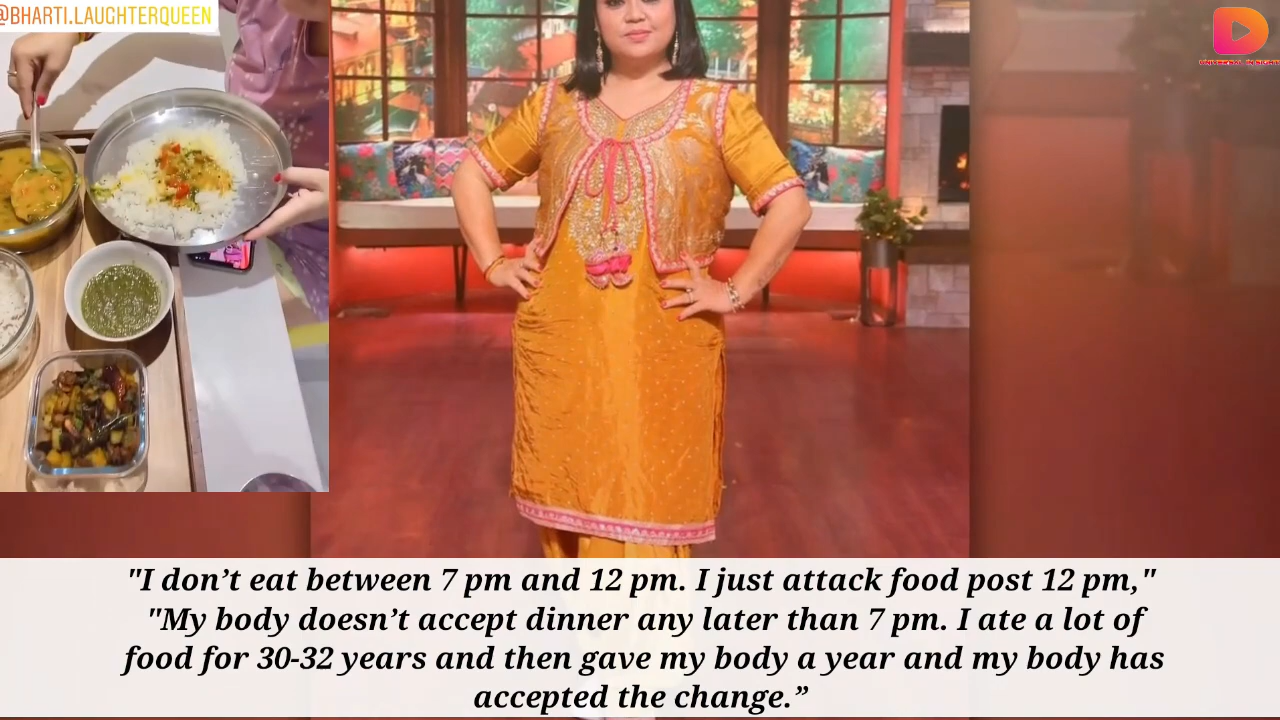 @BHARTI.LAUGHTERQUEEN
"I don’t eat between 7 pm and 12 pm. I just attack food post 12 pm,"
"My body doesn’t accept dinner any later than 7 pm. I ate a lot of
food for 30-32 years and then gave my body a year and my body has
accepted the change.”